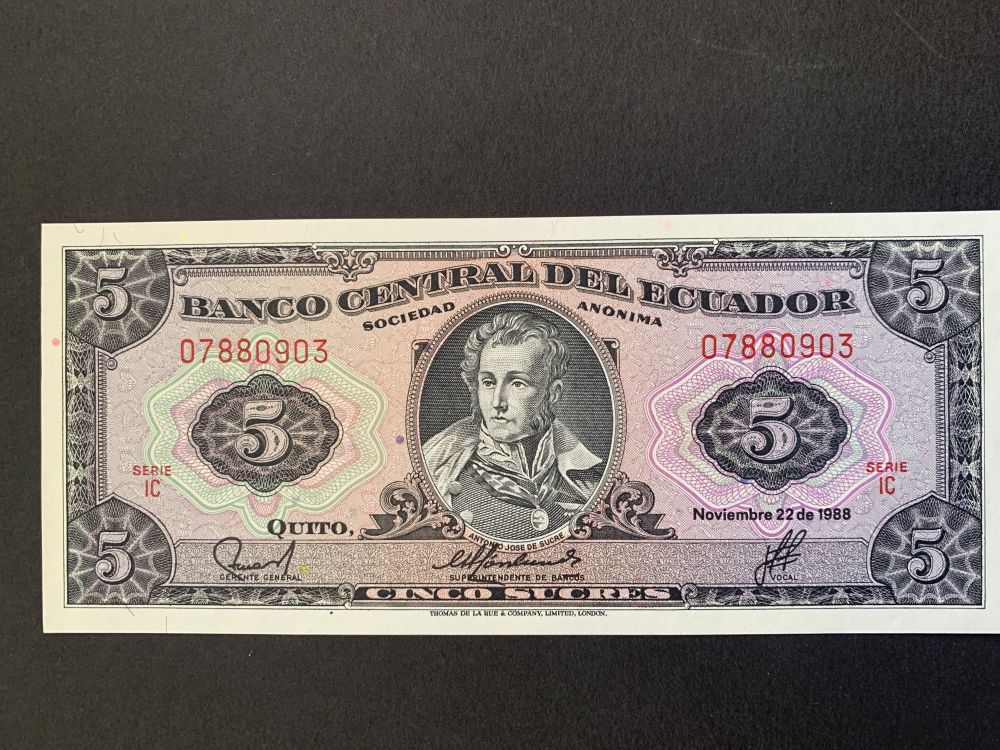 5 5
BANCO CENTRAL DEL ECUADOR
SOCIEDAD ANONIMA
07880903 07880903
5 5
SERIE SERIE
IC IC
QUITO, Noviembre 22 de 1988
ANTONIO JOSE DE SUCRE
5 5
GERENTE GENERAL SUPERINTENDENTE DE BANCOS VOCAL
CINCO SUCRES
THOMAS DE LA RUE & COMPANY, LIMITED, LONDON.